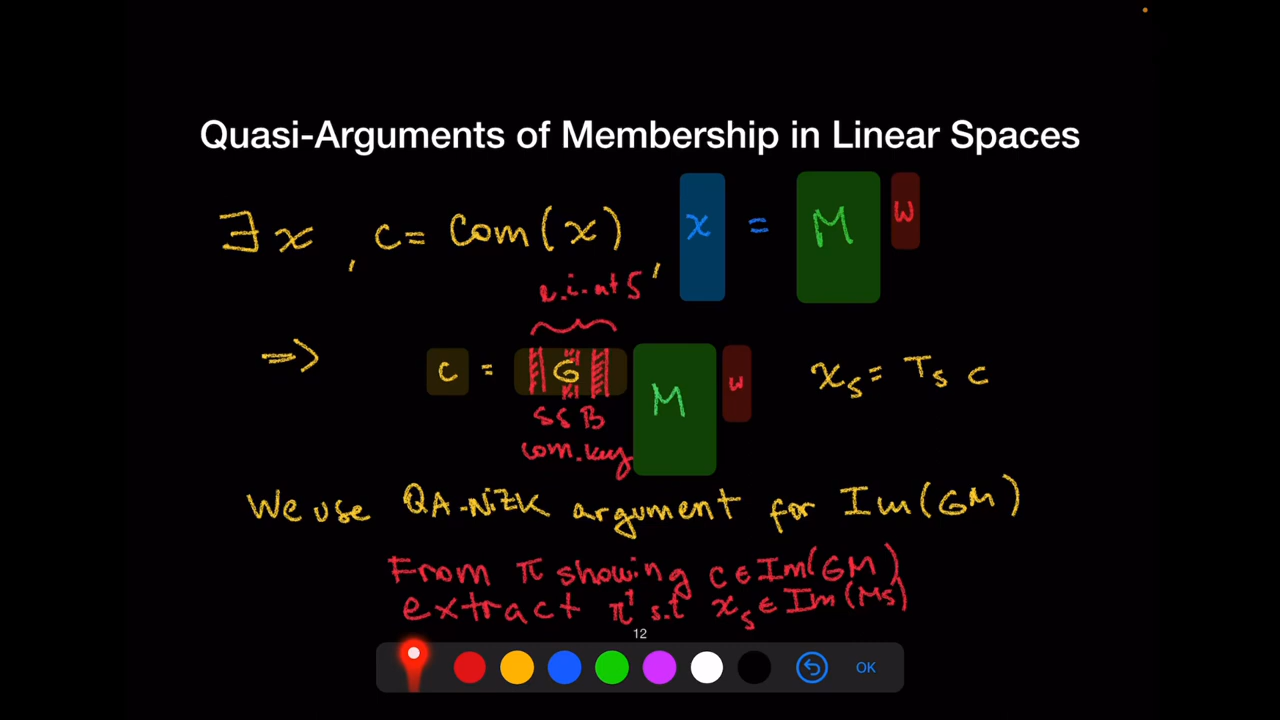 Quasi-Arguments of Membership in Linear Spaces
∃ x , c = Com(x) , x = M w
l.i. at S
⇒ c = G M w x_S = T_S c
SSB
com. key
We use QA-NIZK argument for Im(GM)
From π showing c ∈ Im(GM)
extract π† s.t x_S ∈ Im(M_S)
12
OK